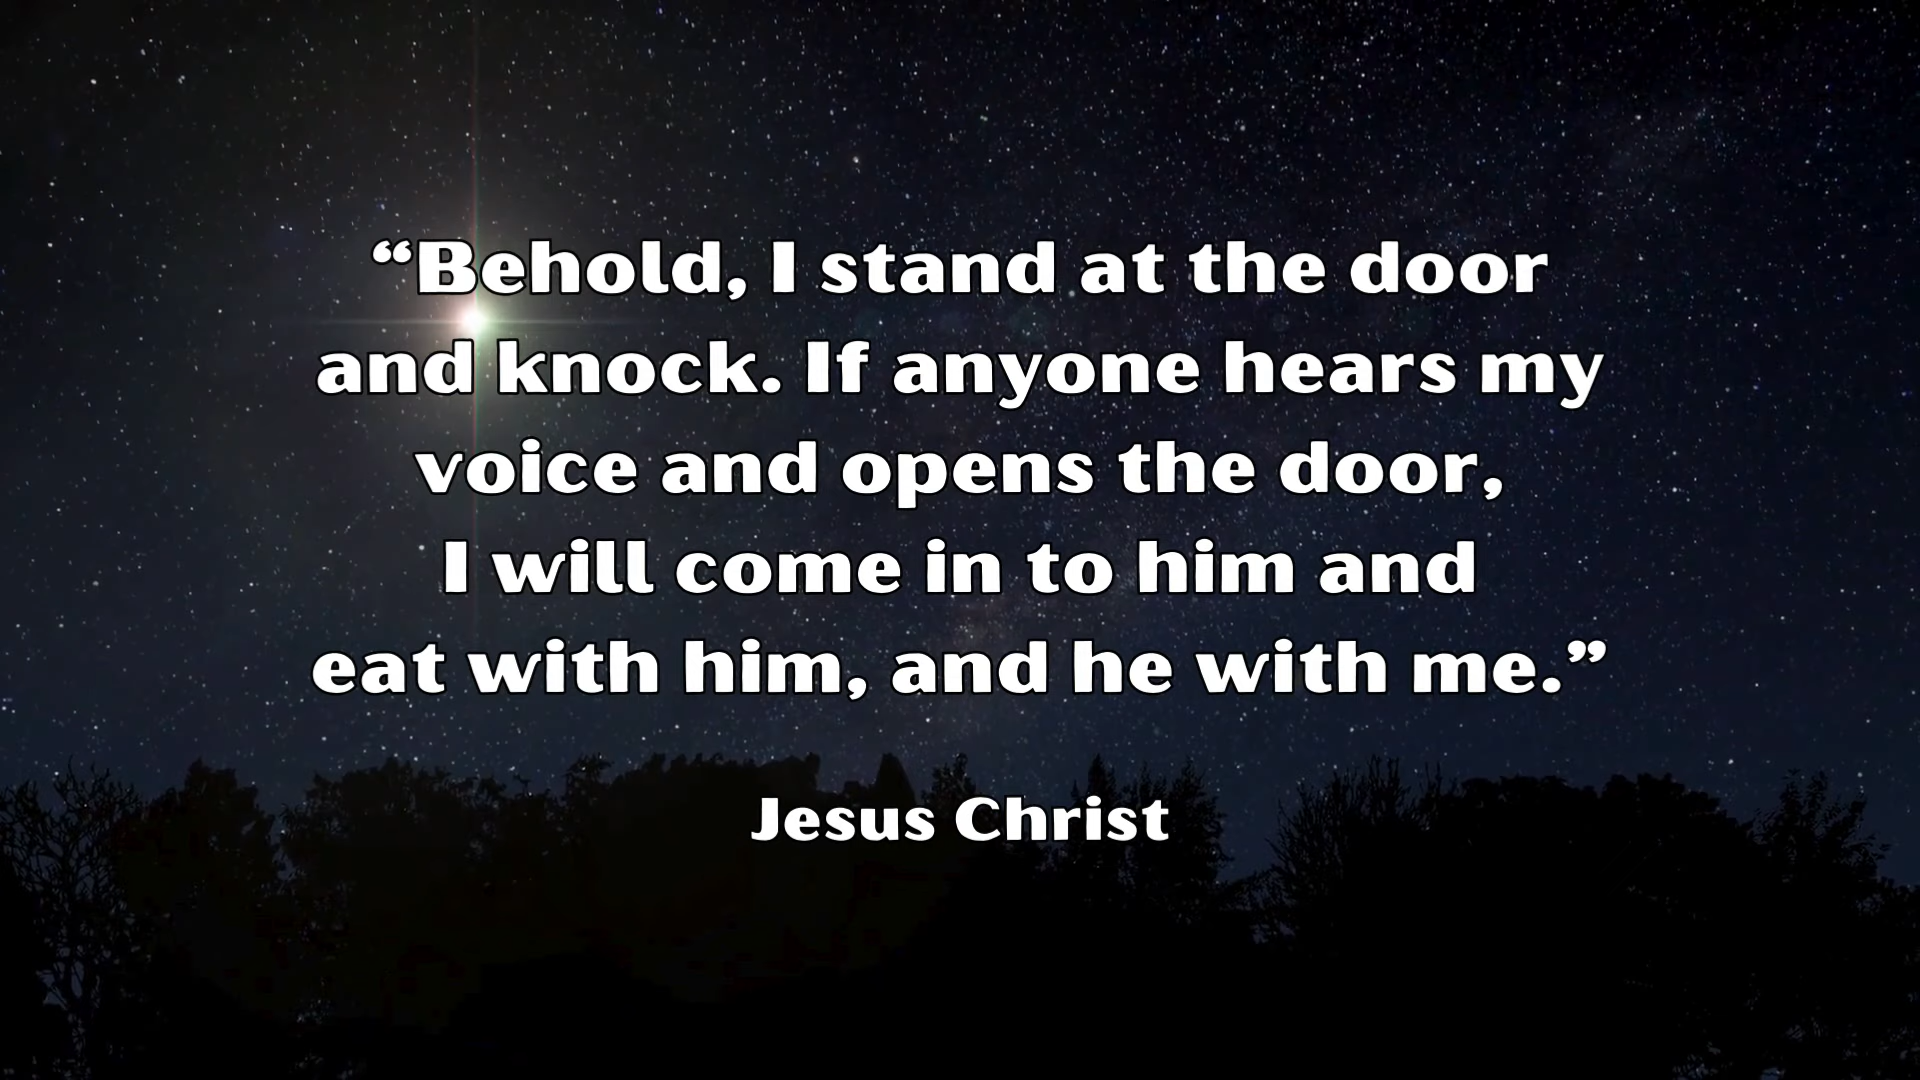 “Behold, I stand at the door
and knock. If anyone hears my
voice and opens the door,
I will come in to him and
eat with him, and he with me.”
Jesus Christ